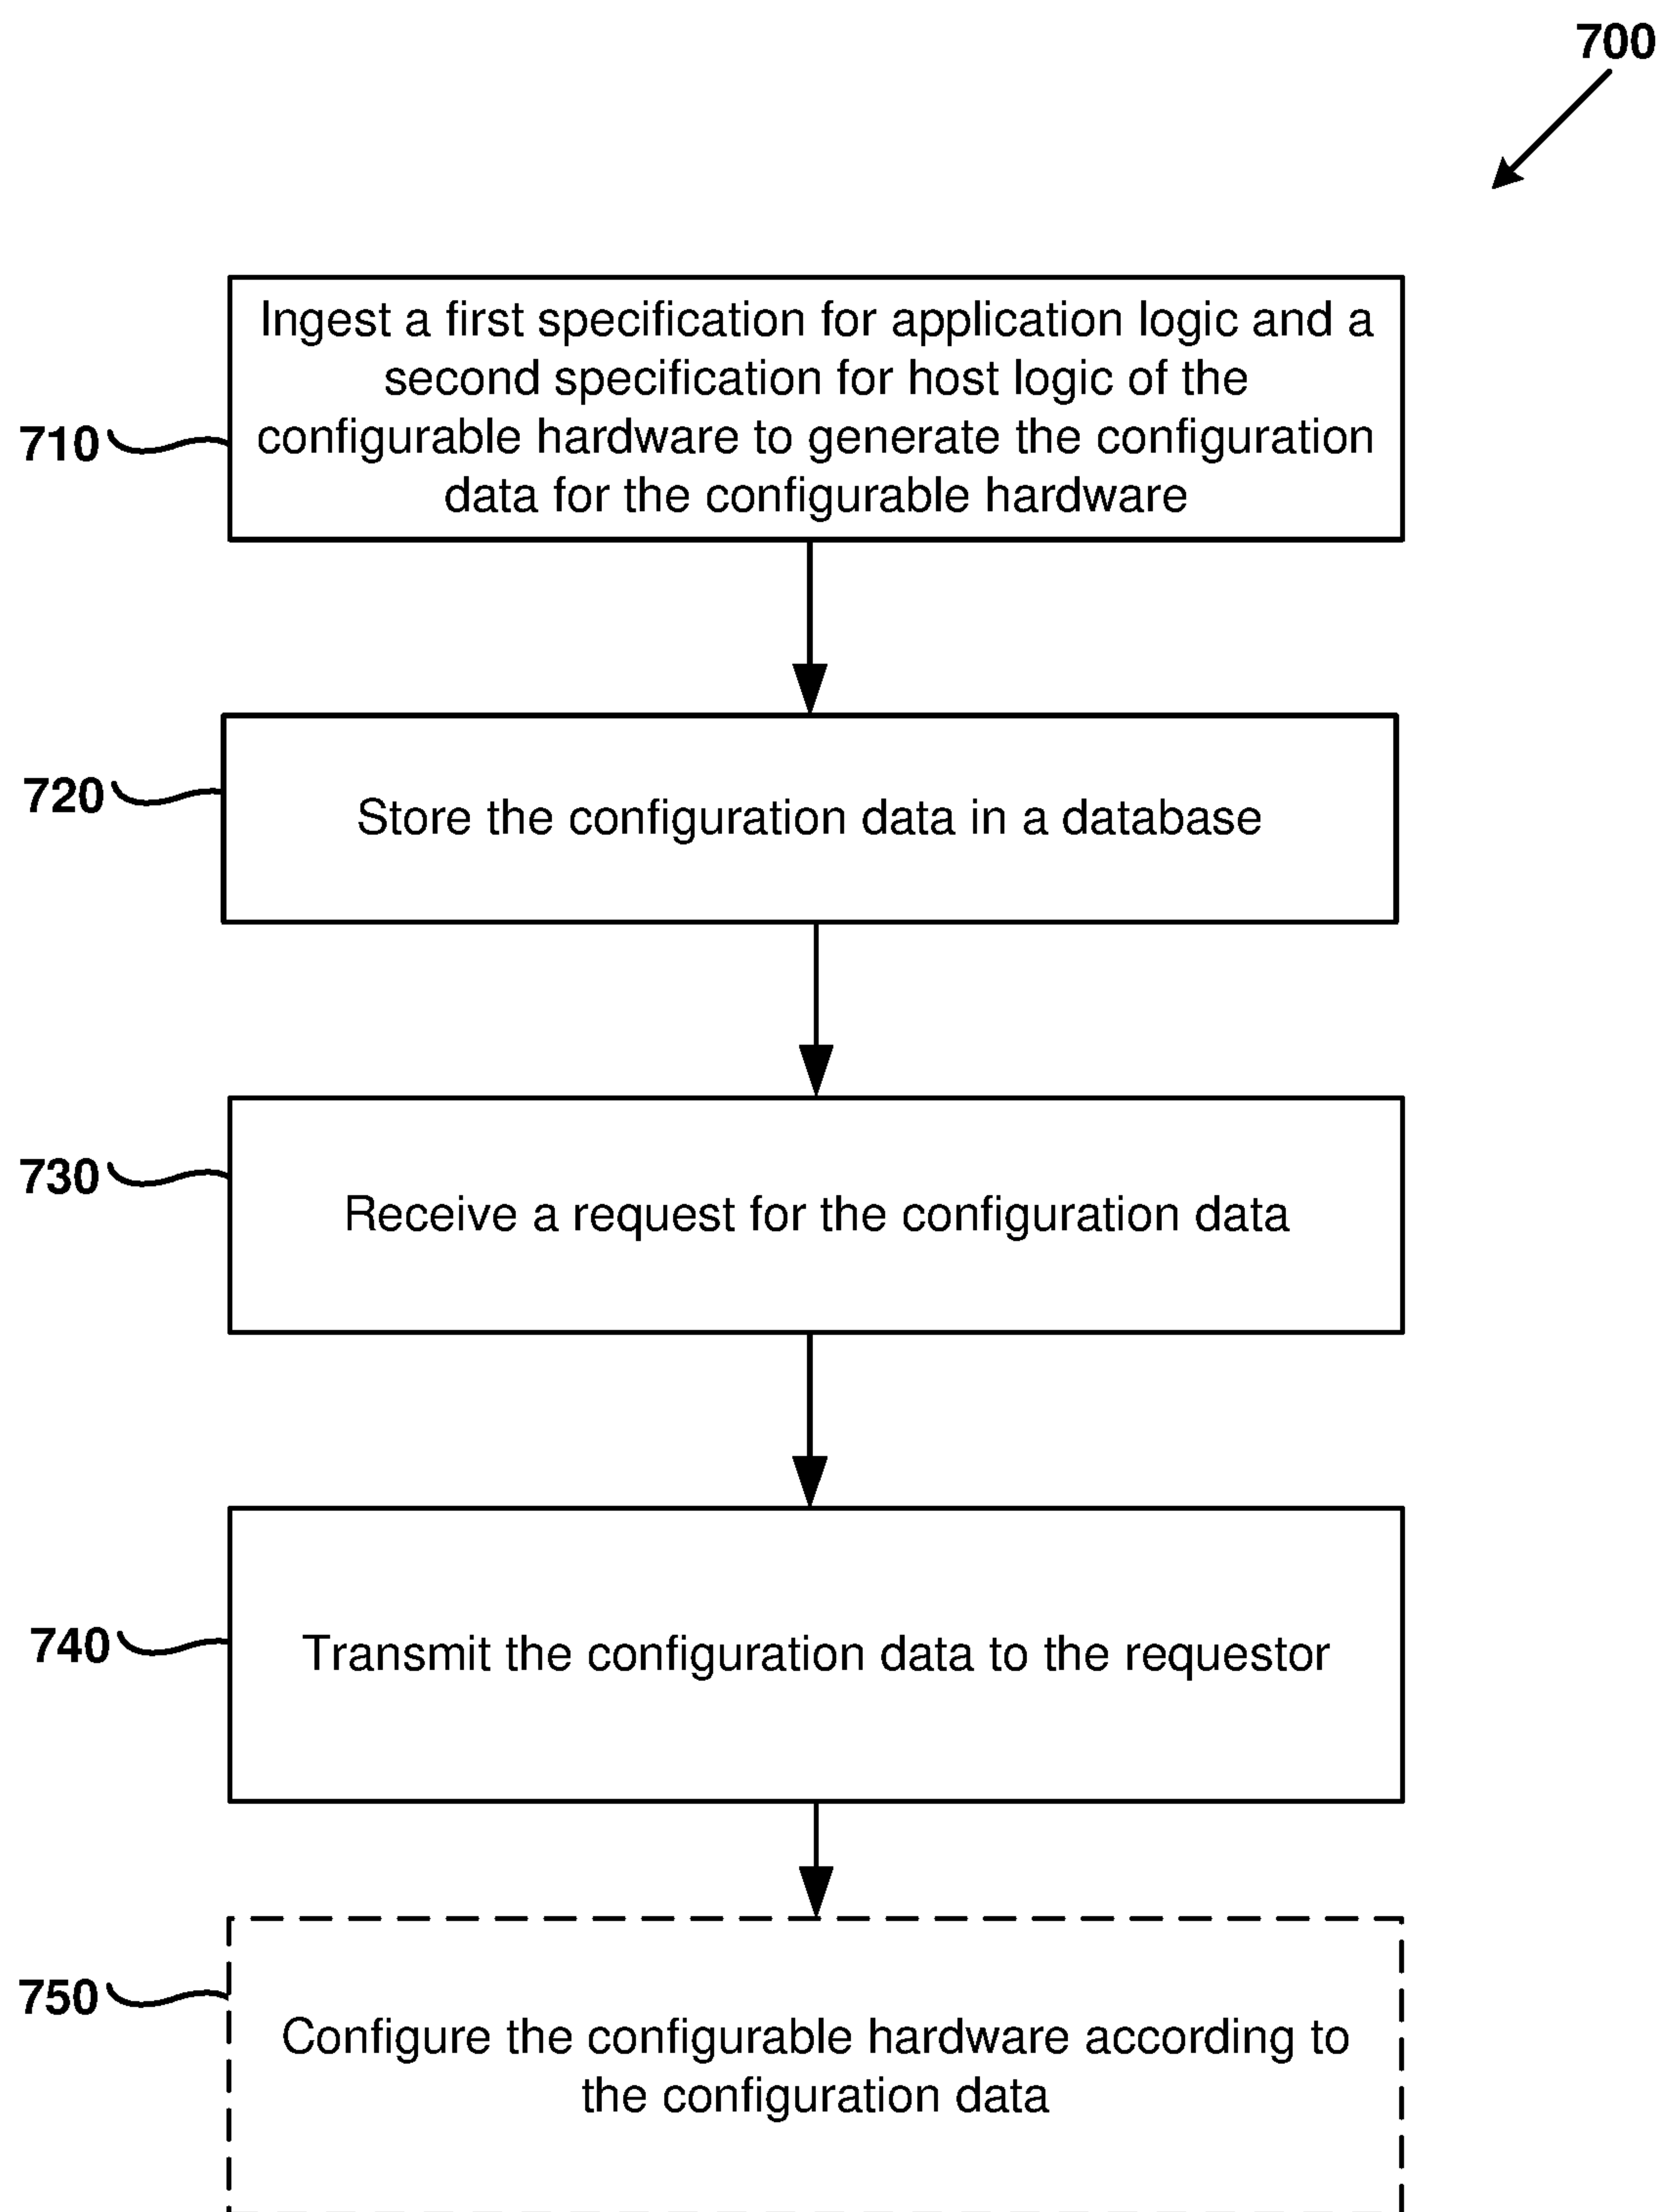 700
Ingest a first specification for application logic and a
second specification for host logic of the
configurable hardware to generate the configuration
data for the configurable hardware
710
Store the configuration data in a database
720
Receive a request for the configuration data
730
Transmit the configuration data to the requestor
740
Configure the configurable hardware according to
the configuration data
750